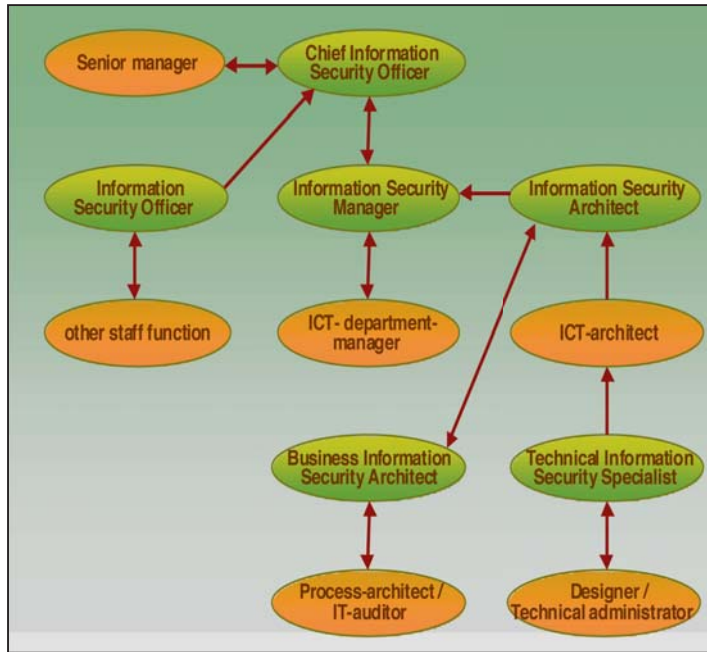 Senior manager
Chief Information
Security Officer
Information
Security Officer
Information Security
Manager
Information Security
Architect
other staff function
ICT- department-
manager
ICT-architect
Business Information
Security Architect
Technical Information
Security Specialist
Process-architect /
IT-auditor
Designer /
Technical administrator